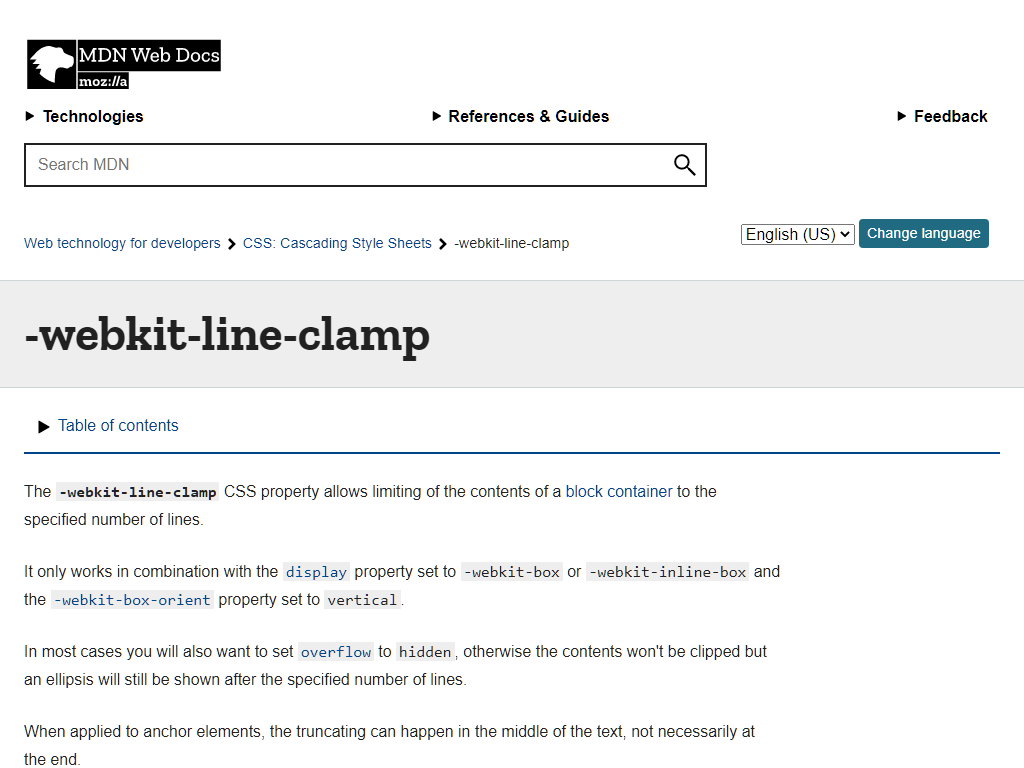 MDN Web Docs
moz://a
Technologies
References & Guides
Feedback
Search MDN
Web technology for developers
CSS: Cascading Style Sheets
-webkit-line-clamp
English (US)
Change language
-webkit-line-clamp
Table of contents
The -webkit-line-clamp CSS property allows limiting of the contents of a block container to the
specified number of lines.
It only works in combination with the display property set to -webkit-box or -webkit-inline-box and
the -webkit-box-orient property set to vertical.
In most cases you will also want to set overflow to hidden, otherwise the contents won't be clipped but
an ellipsis will still be shown after the specified number of lines.
When applied to anchor elements, the truncating can happen in the middle of the text, not necessarily at
the end.